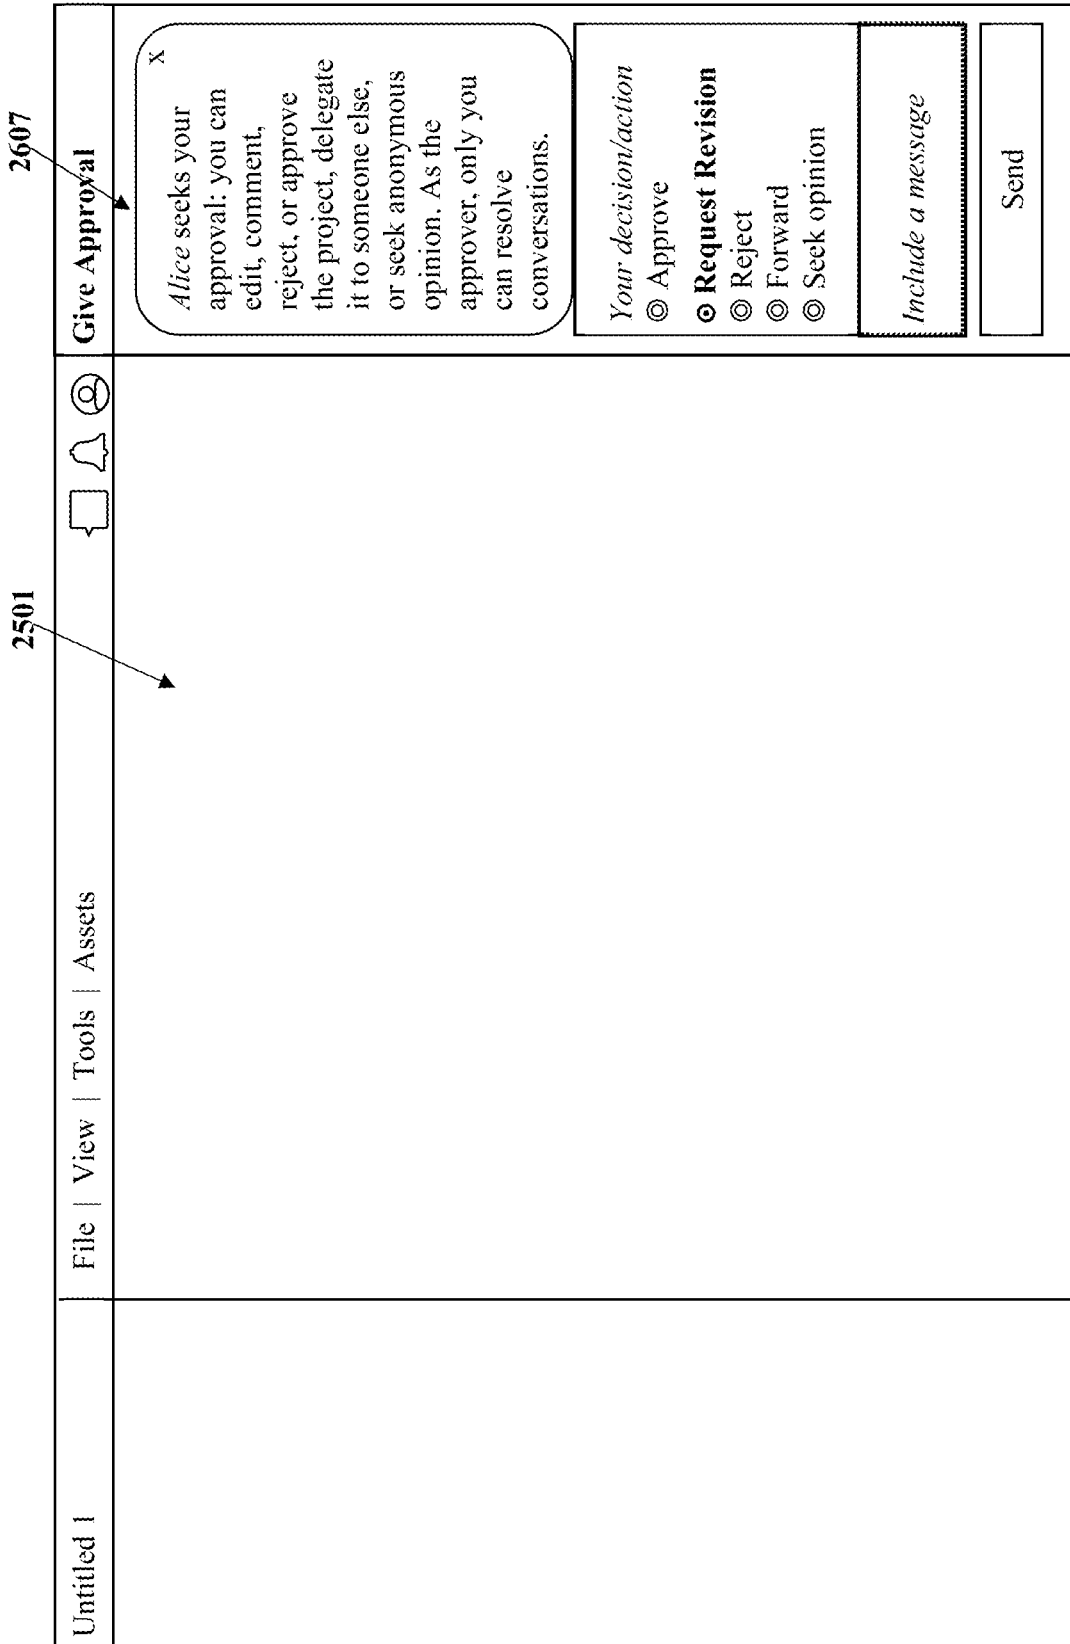 2501
2607
Untitled 1
File | View | Tools | Assets
Give Approval
X
Alice seeks your
approval: you can
edit, comment,
reject, or approve
the project, delegate
it to someone else,
or seek anonymous
opinion. As the
approver, only you
can resolve
conversations.
Your decision/action
Approve
Request Revision
Reject
Forward
Seek opinion
Include a message
Send